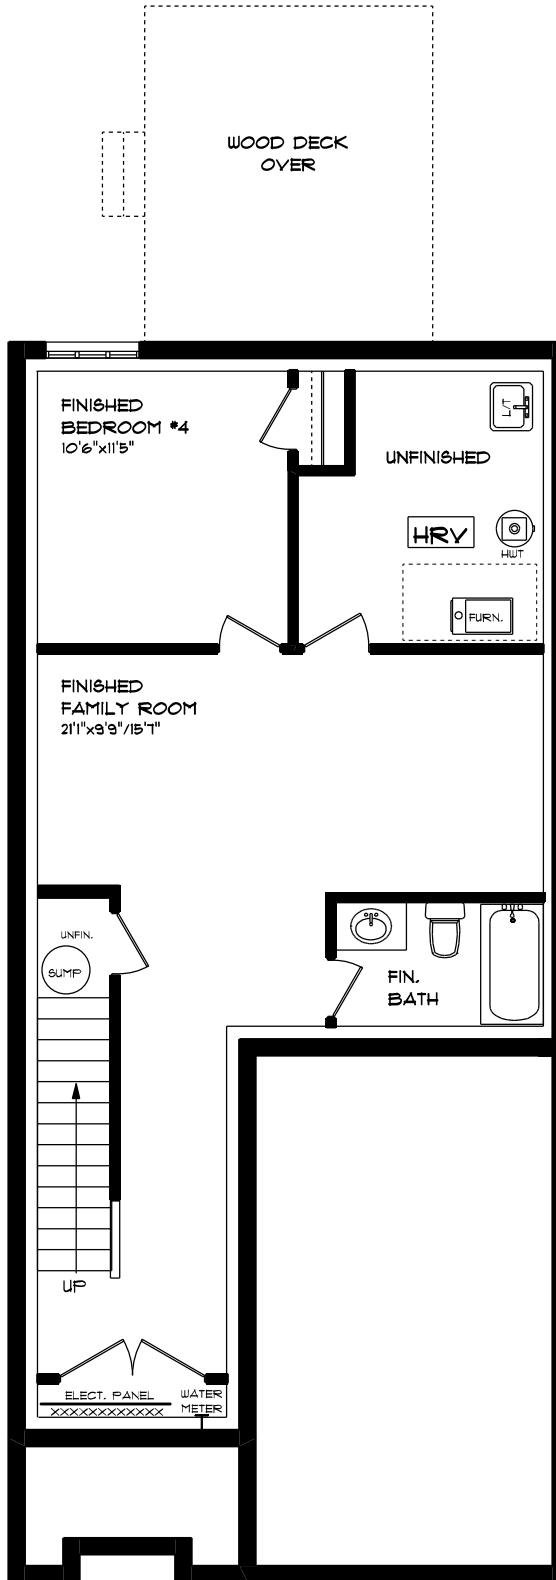 WOOD DECK
OVER
FINISHED
BEDROOM #4
10'6"x11'5"
L/T
UNFINISHED
HRV
HWT
FURN.
FINISHED
FAMILY ROOM
21'1"x9'9"/15'7"
UNFIN.
SUMP
FIN.
BATH
UP
ELECT. PANEL
WATER
METER
XXXXXXXXXXXX